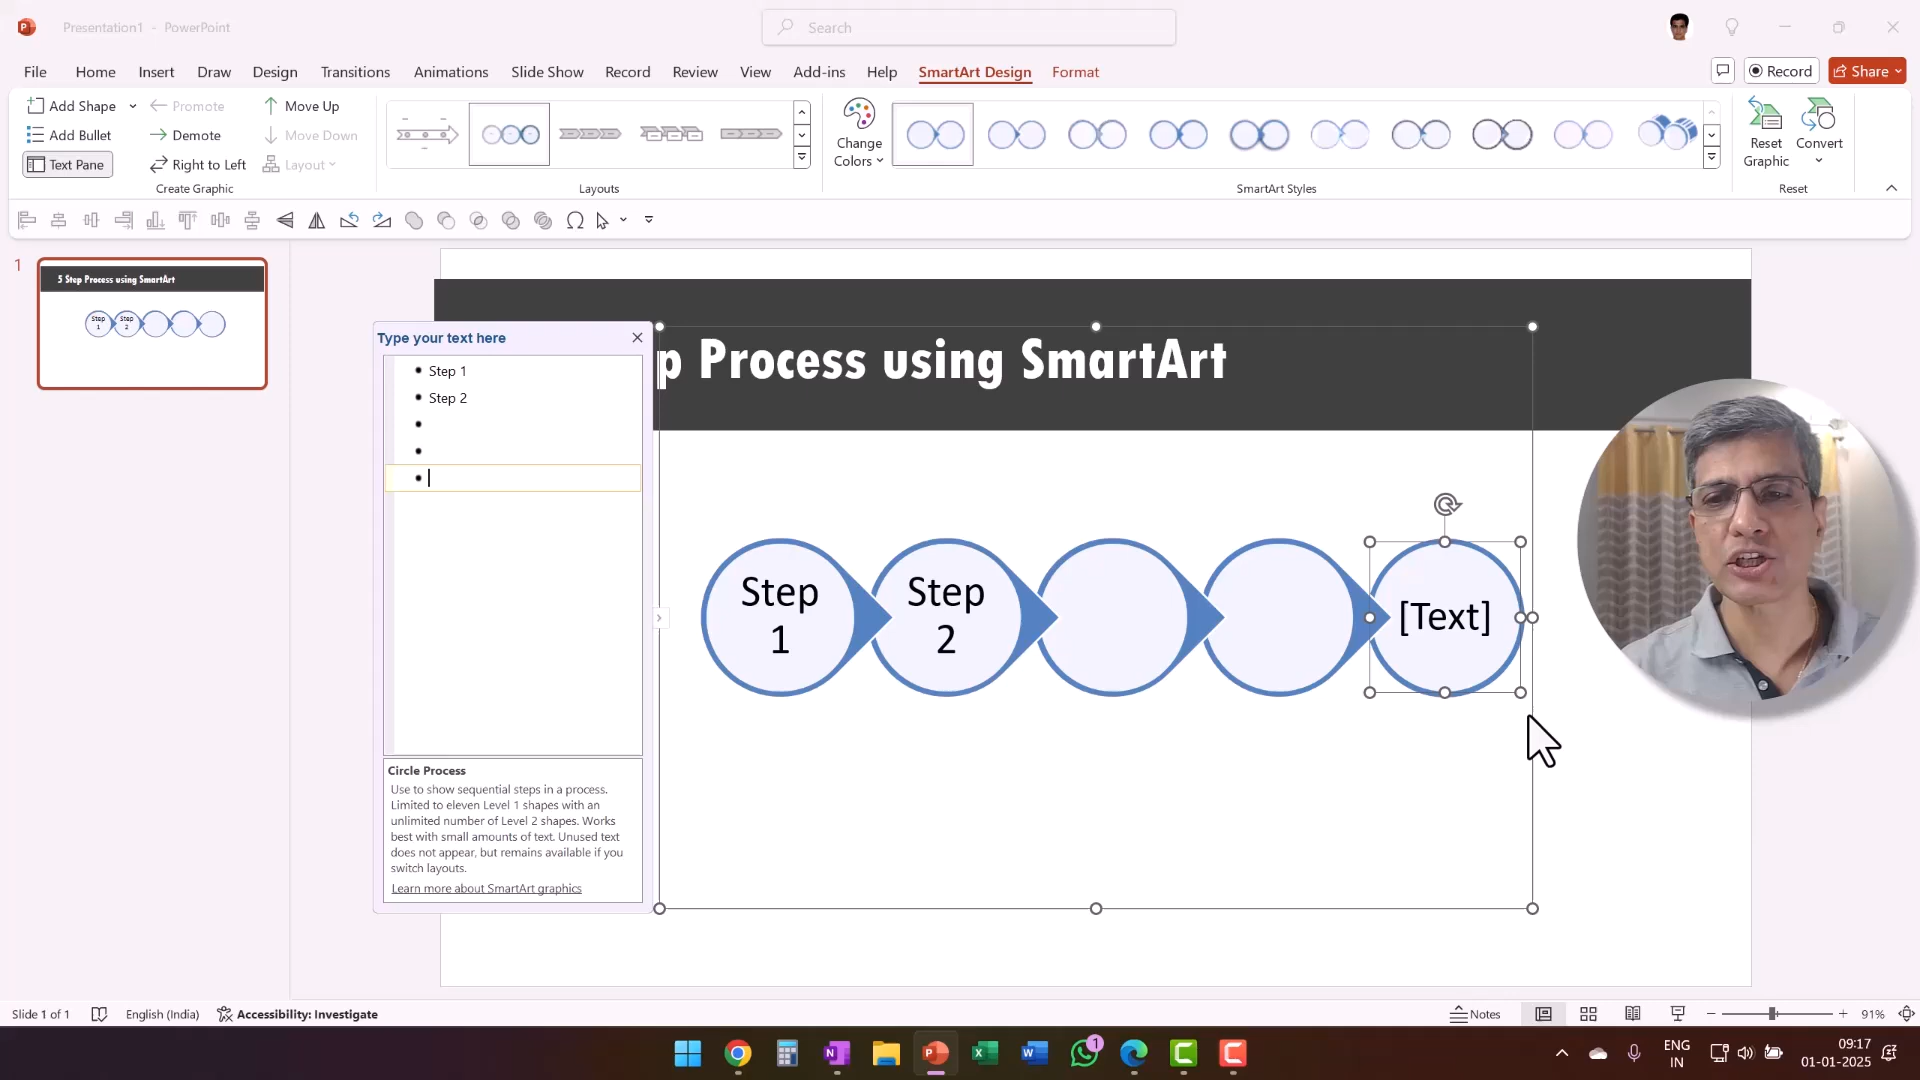 Presentation1 - PowerPoint
Search
File Home Insert Draw Design Transitions Animations Slide Show Record Review View Add-ins Help SmartArt Design Format
Record
Share
Add Shape
Promote
Move Up
Add Bullet
Demote
Move Down
Text Pane
Right to Left
Layout
Create Graphic
Layouts
Change
Colors
SmartArt Styles
Reset
Graphic
Convert
Reset
1
5 Step Process using SmartArt
Step
1
Step
2
Type your text here
Step 1
Step 2
Circle Process
Use to show sequential steps in a process.
Limited to eleven Level 1 shapes with an
unlimited number of Level 2 shapes. Works
best with small amounts of text. Unused text
does not appear, but remains available if you
switch layouts.
Learn more about SmartArt graphics
p Process using SmartArt
Step
1
Step
2
[Text]
Slide 1 of 1
English (India)
Accessibility: Investigate
Notes
91%
1
ENG
IN
09:17
01-01-2025